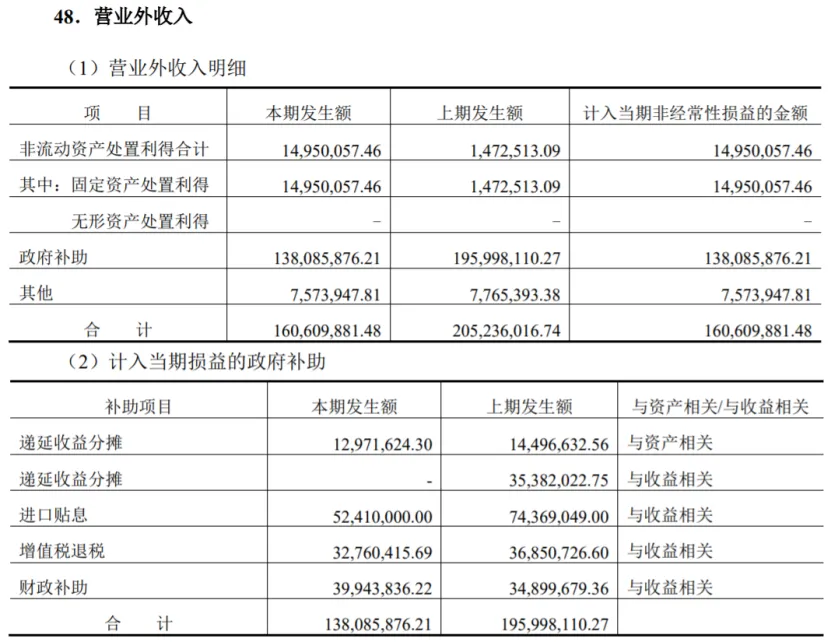 48．营业外收入
（1）营业外收入明细
项 目 本期发生额 上期发生额 计入当期非经常性损益的金额
非流动资产处置利得合计 14,950,057.46 1,472,513.09 14,950,057.46
其中：固定资产处置利得 14,950,057.46 1,472,513.09 14,950,057.46
无形资产处置利得 – – –
政府补助 138,085,876.21 195,998,110.27 138,085,876.21
其他 7,573,947.81 7,765,393.38 7,573,947.81
合 计 160,609,881.48 205,236,016.74 160,609,881.48
（2）计入当期损益的政府补助
补助项目 本期发生额 上期发生额 与资产相关/与收益相关
递延收益分摊 12,971,624.30 14,496,632.56 与资产相关
递延收益分摊 - 35,382,022.75 与收益相关
进口贴息 52,410,000.00 74,369,049.00 与收益相关
增值税退税 32,760,415.69 36,850,726.60 与收益相关
财政补助 39,943,836.22 34,899,679.36 与收益相关
合 计 138,085,876.21 195,998,110.27